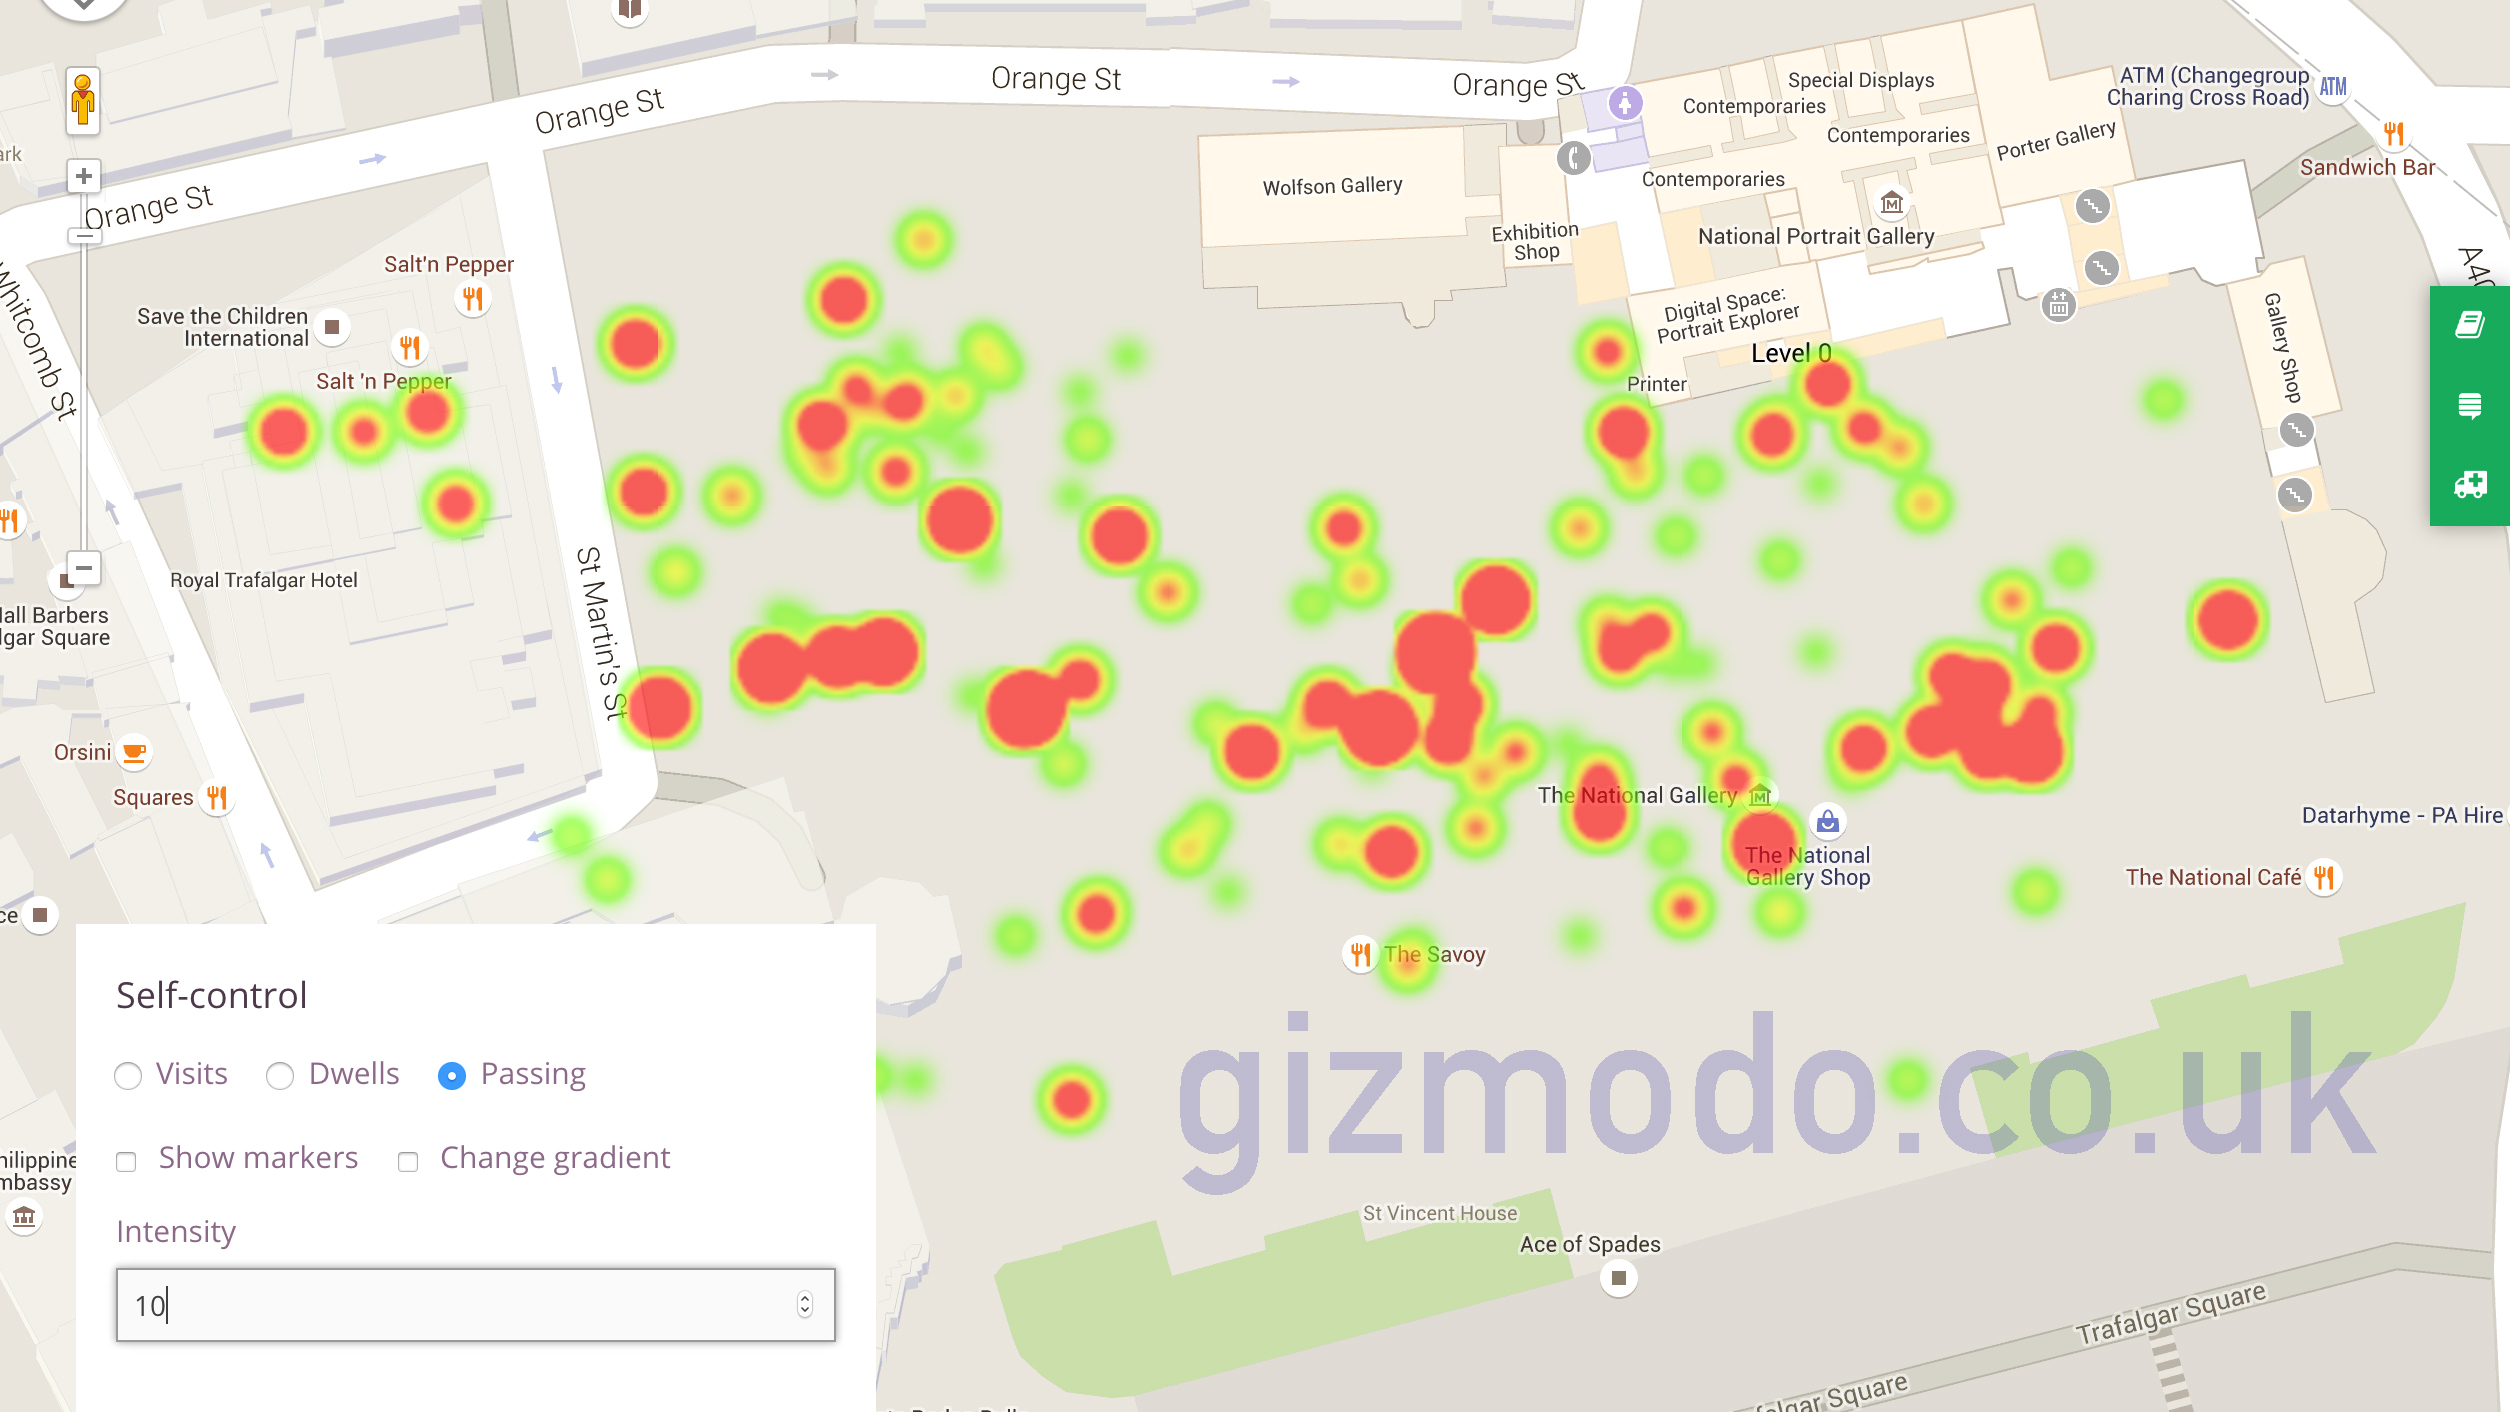 Orange St
Orange St
Orange St
Orange St
Whitcomb St
St Martin's St
Salt'n Pepper
Save the Children
International
Salt 'n Pepper
Royal Trafalgar Hotel
Orsini
Squares
Wolfson Gallery
Exhibition
Shop
Special Displays
Contemporaries
Contemporaries
Contemporaries
Porter Gallery
National Portrait Gallery
Digital Space:
Portrait Explorer
Level 0
Printer
ATM (Changegroup
Charing Cross Road)
ATM
Sandwich Bar
Gallery Shop
The National Gallery
The National
Gallery Shop
Datarhyme - PA Hire
The National Café
The Savoy
gizmodo.co.uk
St Vincent House
Ace of Spades
Trafalgar Square
falgar Square
ark
lgar Square
Barbers
ce
hilippine
mbassy
Self-control
Visits
Dwells
Passing
Show markers
Change gradient
Intensity
10